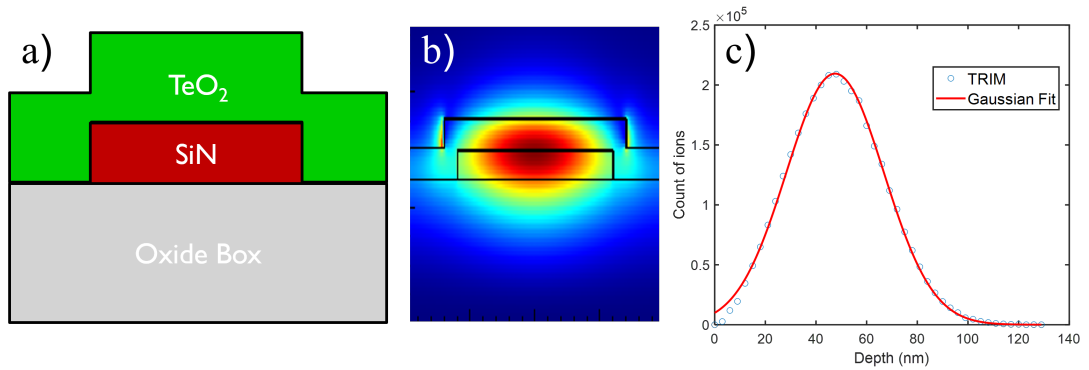 a)
TeO2
SiN
Oxide Box
b)
c)
×10^5
2.5
2
1.5
1
0.5
0
0 20 40 60 80 100 120 140
Count of ions
Depth (nm)
TRIM
Gaussian Fit